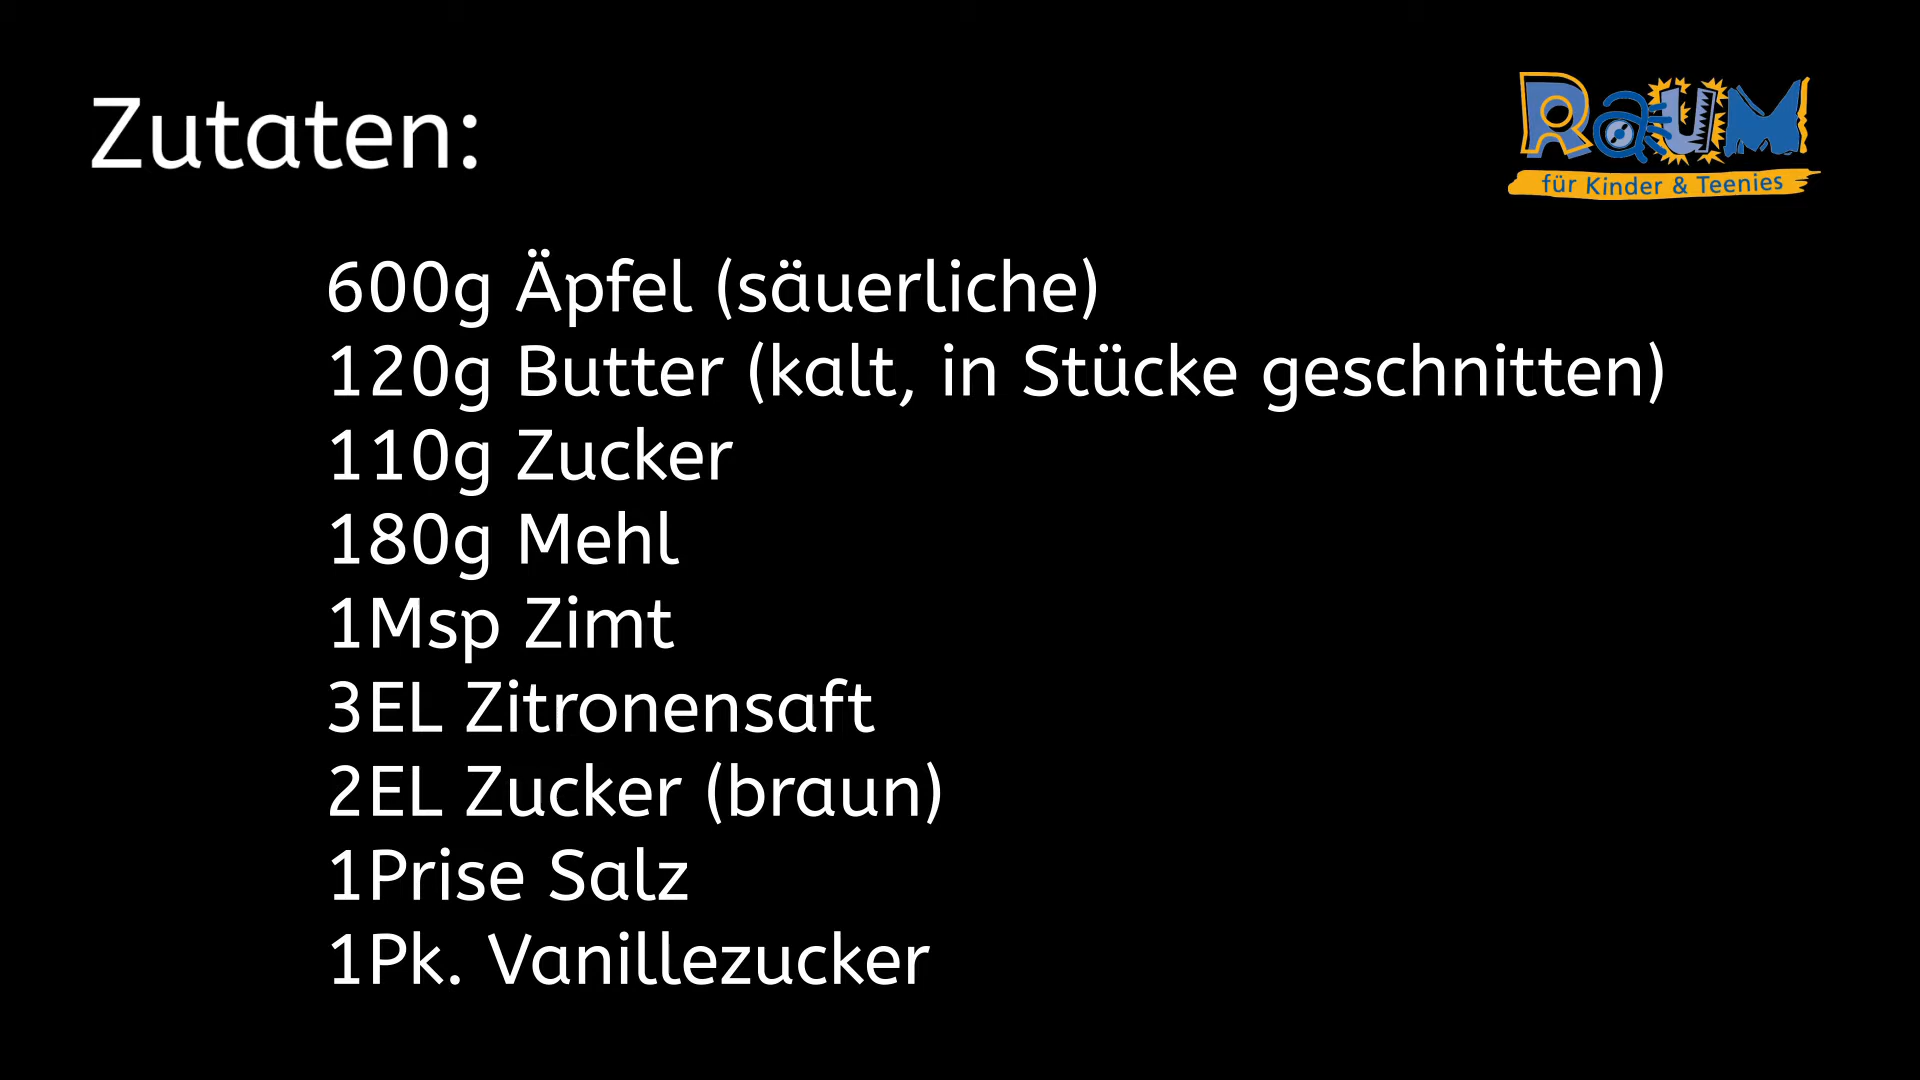 Zutaten:
RaUM
für Kinder & Teenies
600g Äpfel (säuerliche)
120g Butter (kalt, in Stücke geschnitten)
110g Zucker
180g Mehl
1Msp Zimt
3EL Zitronensaft
2EL Zucker (braun)
1Prise Salz
1Pk. Vanillezucker